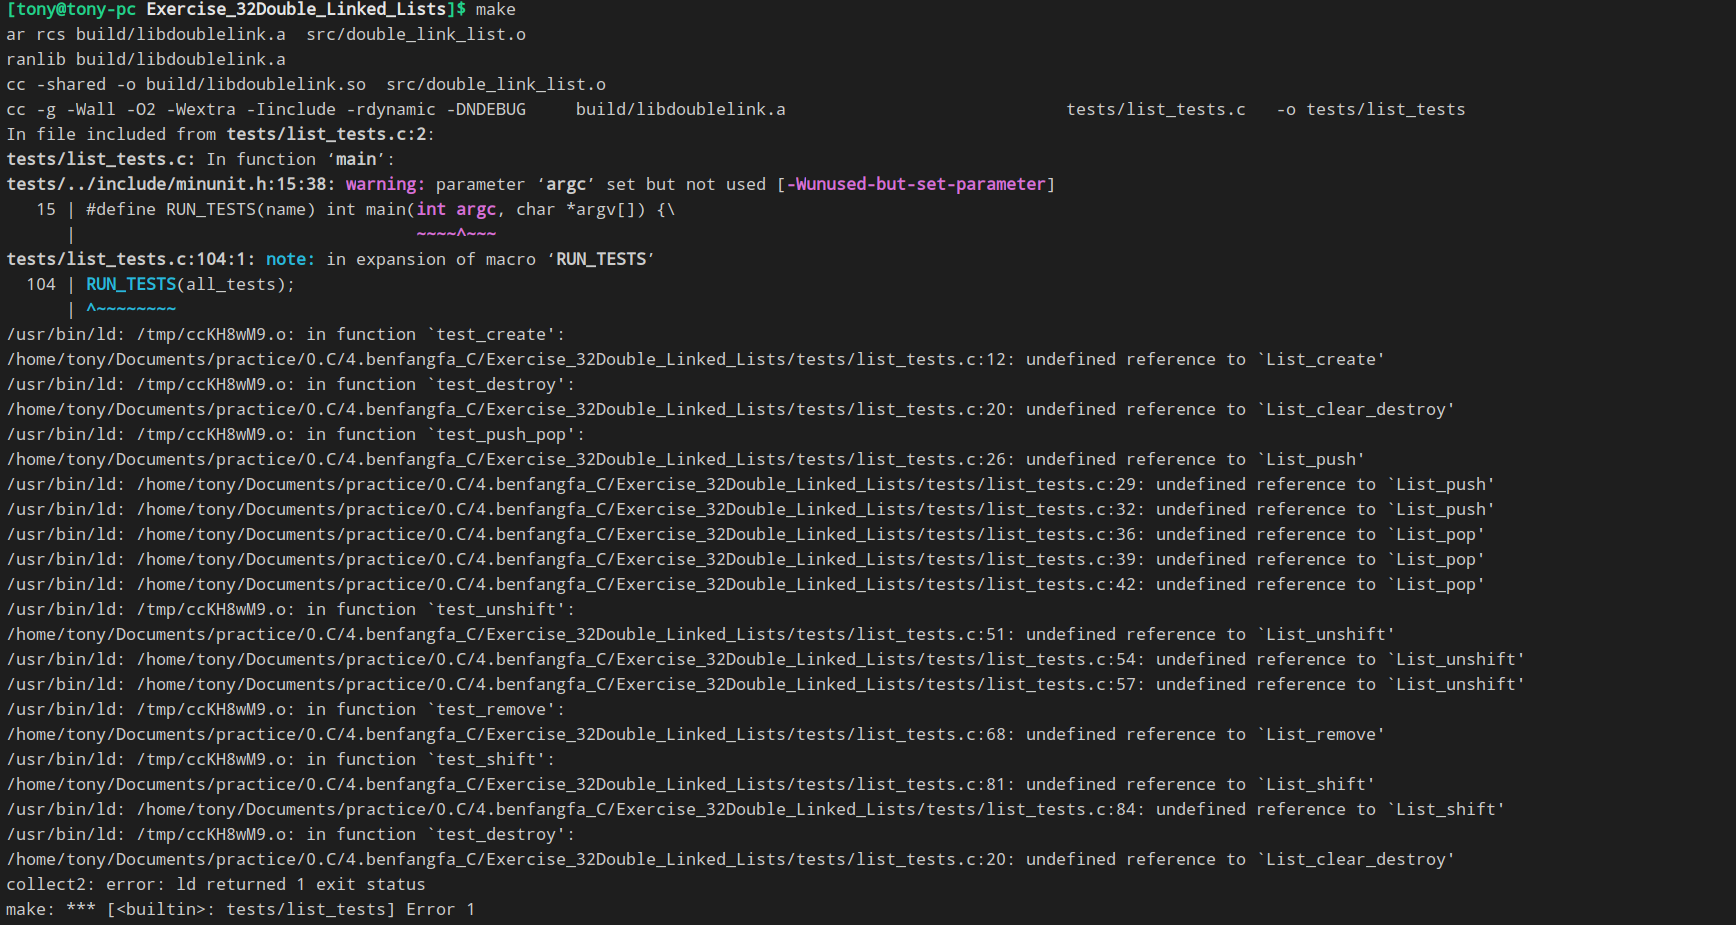 [tony@tony-pc Exercise_32Double_Linked_Lists]$ make
ar rcs build/libdoublelink.a  src/double_link_list.o
ranlib build/libdoublelink.a
cc -shared -o build/libdoublelink.so  src/double_link_list.o
cc -g -Wall -O2 -Wextra -Iinclude -rdynamic -DNDEBUG     build/libdoublelink.a                            tests/list_tests.c   -o tests/list_tests
In file included from tests/list_tests.c:2:
tests/list_tests.c: In function ‘main’:
tests/../include/minunit.h:15:38: warning: parameter ‘argc’ set but not used [-Wunused-but-set-parameter]
   15 | #define RUN_TESTS(name) int main(int argc, char *argv[]) {\
      |                                  ~~~~^~~~
tests/list_tests.c:104:1: note: in expansion of macro ‘RUN_TESTS’
  104 | RUN_TESTS(all_tests);
      | ^~~~~~~~~
/usr/bin/ld: /tmp/ccKH8wM9.o: in function `test_create':
/home/tony/Documents/practice/0.C/4.benfangfa_C/Exercise_32Double_Linked_Lists/tests/list_tests.c:12: undefined reference to `List_create'
/usr/bin/ld: /tmp/ccKH8wM9.o: in function `test_destroy':
/home/tony/Documents/practice/0.C/4.benfangfa_C/Exercise_32Double_Linked_Lists/tests/list_tests.c:20: undefined reference to `List_clear_destroy'
/usr/bin/ld: /tmp/ccKH8wM9.o: in function `test_push_pop':
/home/tony/Documents/practice/0.C/4.benfangfa_C/Exercise_32Double_Linked_Lists/tests/list_tests.c:26: undefined reference to `List_push'
/usr/bin/ld: /home/tony/Documents/practice/0.C/4.benfangfa_C/Exercise_32Double_Linked_Lists/tests/list_tests.c:29: undefined reference to `List_push'
/usr/bin/ld: /home/tony/Documents/practice/0.C/4.benfangfa_C/Exercise_32Double_Linked_Lists/tests/list_tests.c:32: undefined reference to `List_push'
/usr/bin/ld: /home/tony/Documents/practice/0.C/4.benfangfa_C/Exercise_32Double_Linked_Lists/tests/list_tests.c:36: undefined reference to `List_pop'
/usr/bin/ld: /home/tony/Documents/practice/0.C/4.benfangfa_C/Exercise_32Double_Linked_Lists/tests/list_tests.c:39: undefined reference to `List_pop'
/usr/bin/ld: /home/tony/Documents/practice/0.C/4.benfangfa_C/Exercise_32Double_Linked_Lists/tests/list_tests.c:42: undefined reference to `List_pop'
/usr/bin/ld: /tmp/ccKH8wM9.o: in function `test_unshift':
/home/tony/Documents/practice/0.C/4.benfangfa_C/Exercise_32Double_Linked_Lists/tests/list_tests.c:51: undefined reference to `List_unshift'
/usr/bin/ld: /home/tony/Documents/practice/0.C/4.benfangfa_C/Exercise_32Double_Linked_Lists/tests/list_tests.c:54: undefined reference to `List_unshift'
/usr/bin/ld: /home/tony/Documents/practice/0.C/4.benfangfa_C/Exercise_32Double_Linked_Lists/tests/list_tests.c:57: undefined reference to `List_unshift'
/usr/bin/ld: /tmp/ccKH8wM9.o: in function `test_remove':
/home/tony/Documents/practice/0.C/4.benfangfa_C/Exercise_32Double_Linked_Lists/tests/list_tests.c:68: undefined reference to `List_remove'
/usr/bin/ld: /tmp/ccKH8wM9.o: in function `test_shift':
/home/tony/Documents/practice/0.C/4.benfangfa_C/Exercise_32Double_Linked_Lists/tests/list_tests.c:81: undefined reference to `List_shift'
/usr/bin/ld: /home/tony/Documents/practice/0.C/4.benfangfa_C/Exercise_32Double_Linked_Lists/tests/list_tests.c:84: undefined reference to `List_shift'
/usr/bin/ld: /tmp/ccKH8wM9.o: in function `test_destroy':
/home/tony/Documents/practice/0.C/4.benfangfa_C/Exercise_32Double_Linked_Lists/tests/list_tests.c:20: undefined reference to `List_clear_destroy'
collect2: error: ld returned 1 exit status
make: *** [<builtin>: tests/list_tests] Error 1